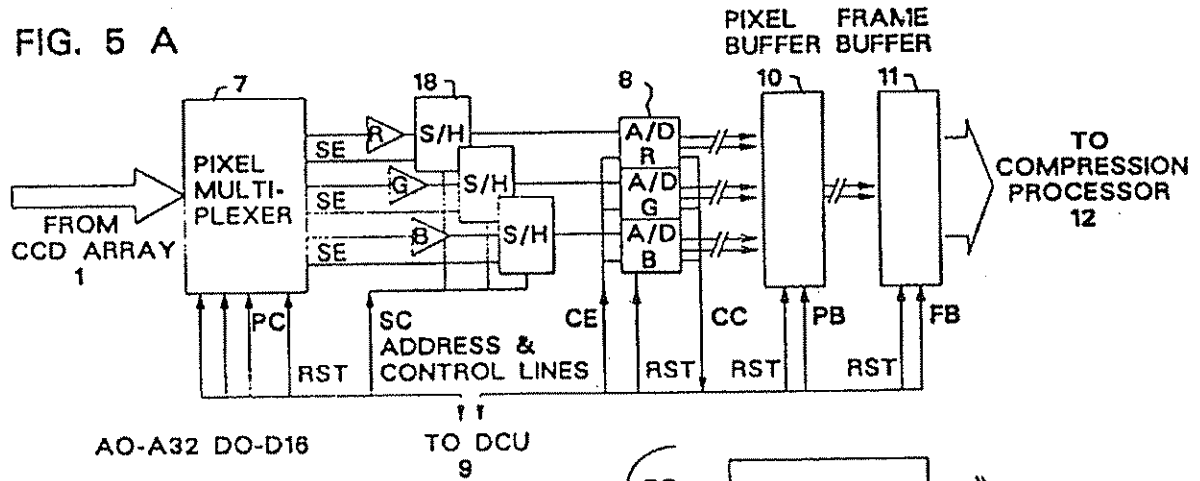 FIG. 5 A
PIXEL FRAME
BUFFER BUFFER
7
18
8
10
11
R
S/H
A/D
R
SE
PIXEL
MULTI-
PLEXER
G
S/H
A/D
G
SE
B
S/H
A/D
B
SE
FROM
CCD ARRAY
1
TO
COMPRESSION
PROCESSOR
12
PC
SC
CE
CC
PB
FB
ADDRESS &
CONTROL LINES
RST
RST
RST
RST
AO-A32 DO-D16
TO DCU
9